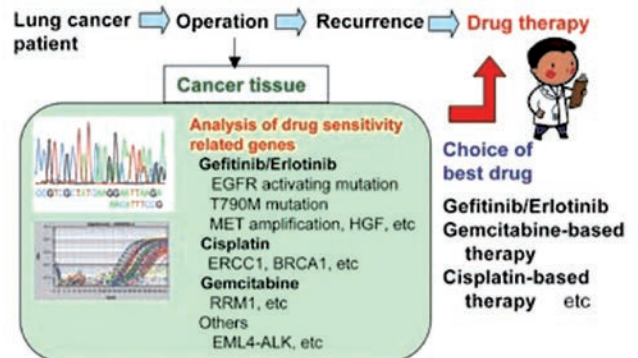 Lung cancer patient
Operation
Recurrence
Drug therapy
Cancer tissue
Analysis of drug sensitivity
related genes
Gefitinib/Erlotinib
EGFR activating mutation
T790M mutation
MET amplification, HGF, etc
Cisplatin
ERCC1, BRCA1, etc
Gemcitabine
RRM1, etc
Others
EML4-ALK, etc
Choice of
best drug
Gefitinib/Erlotinib
Gemcitabine-based
therapy
Cisplatin-based
therapy etc